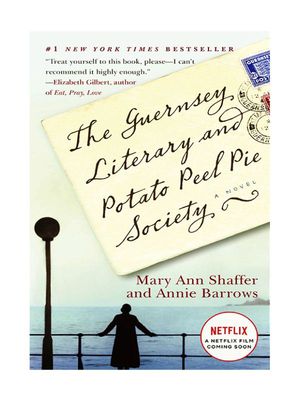 #1 NEW YORK TIMES BESTSELLER
"Treat yourself to this book, please—I can't
recommend it highly enough."
—Elizabeth Gilbert, author
of Eat, Pray, Love
The Guernsey
Literary and
Potato Peel Pie
Society
A NOVEL
Mary Ann Shaffer
and Annie Barrows
NETFLIX
A NETFLIX FILM
COMING SOON